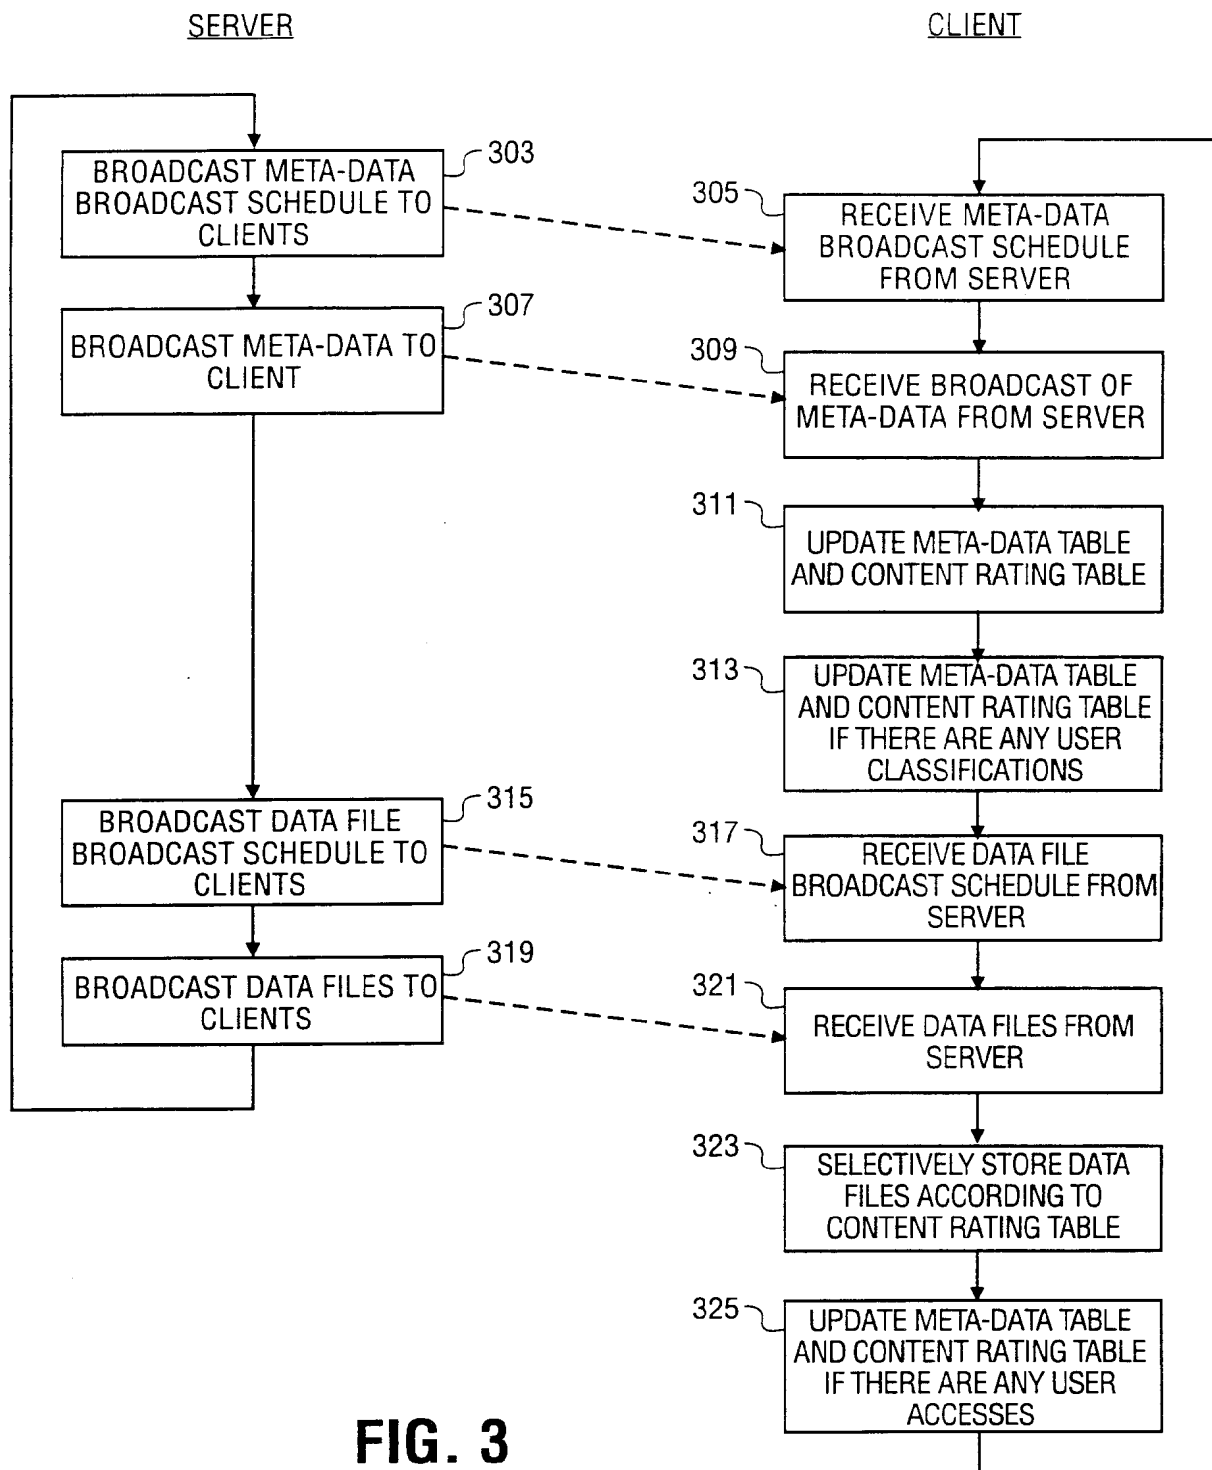 SERVER
CLIENT
303
BROADCAST META-DATA
BROADCAST SCHEDULE TO
CLIENTS
305
RECEIVE META-DATA
BROADCAST SCHEDULE
FROM SERVER
307
BROADCAST META-DATA TO
CLIENT
309
RECEIVE BROADCAST OF
META-DATA FROM SERVER
311
UPDATE META-DATA TABLE
AND CONTENT RATING TABLE
313
UPDATE META-DATA TABLE
AND CONTENT RATING TABLE
IF THERE ARE ANY USER
CLASSIFICATIONS
315
BROADCAST DATA FILE
BROADCAST SCHEDULE TO
CLIENTS
317
RECEIVE DATA FILE
BROADCAST SCHEDULE FROM
SERVER
319
BROADCAST DATA FILES TO
CLIENTS
321
RECEIVE DATA FILES FROM
SERVER
323
SELECTIVELY STORE DATA
FILES ACCORDING TO
CONTENT RATING TABLE
325
UPDATE META-DATA TABLE
AND CONTENT RATING TABLE
IF THERE ARE ANY USER
ACCESSES
FIG. 3